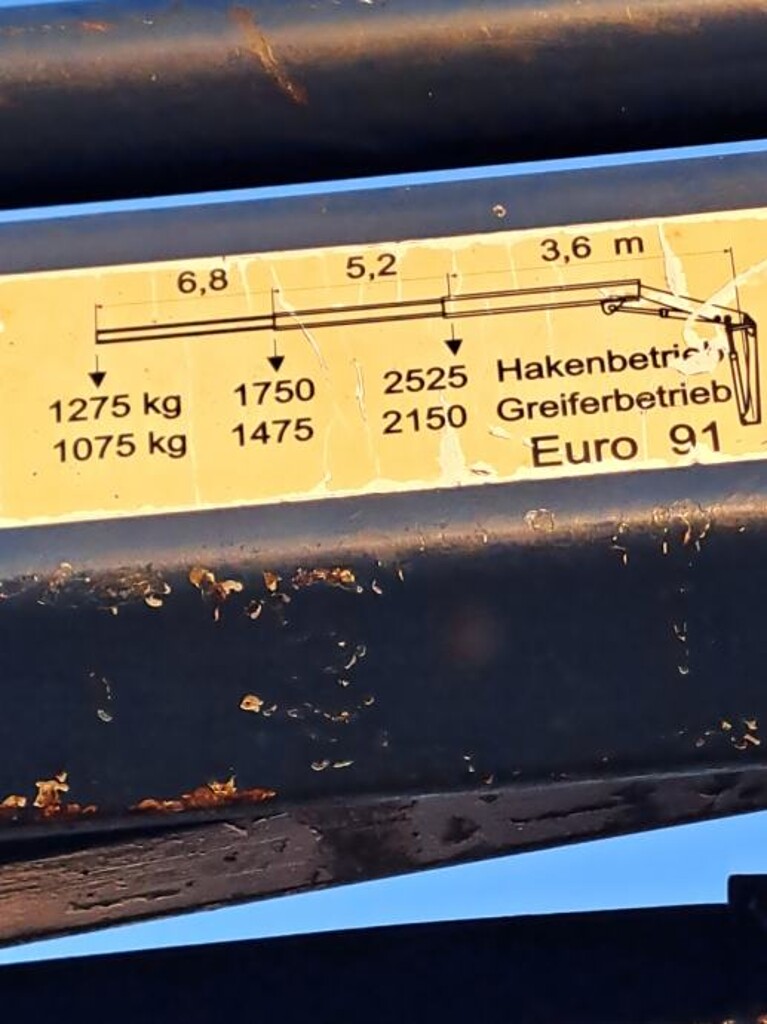 6,8 5,2 3,6 m
1275 kg 1750 2525 Hakenbetrieb
1075 kg 1475 2150 Greiferbetrieb
Euro 91